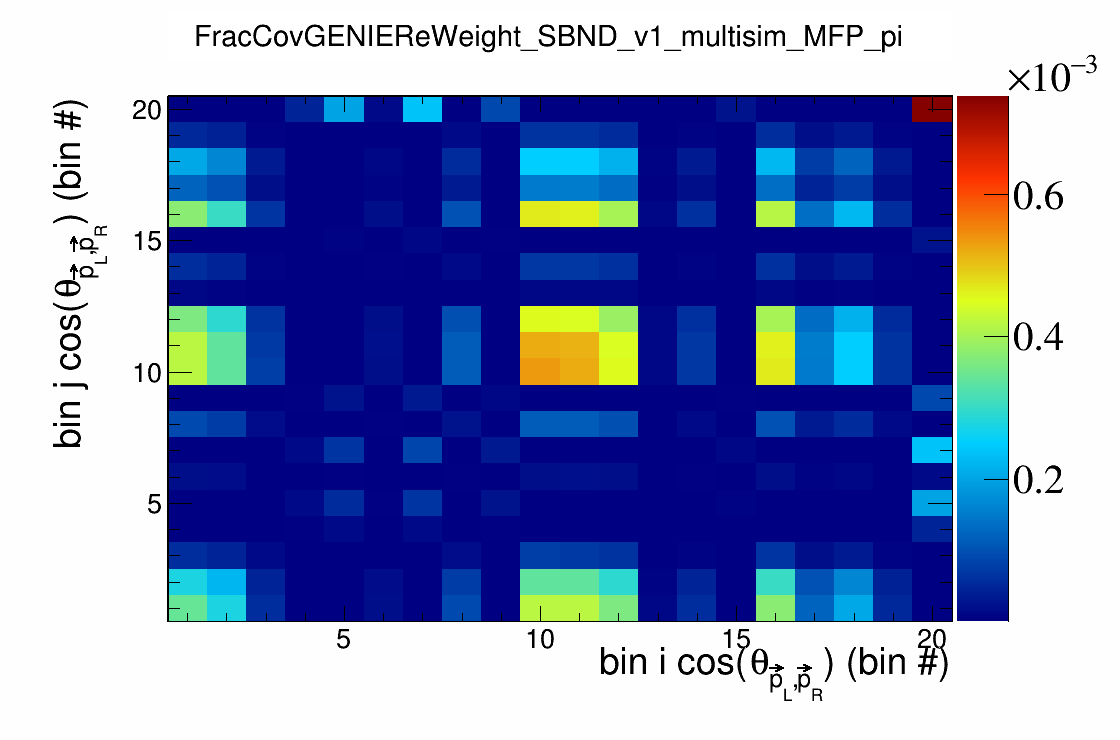 FracCovGENIEReWeight_SBND_v1_multisim_MFP_pi
×10−3
bin j cos(θp⃗L,p⃗R) (bin #)
20
15
10
5
0.6
0.4
0.2
5 10 15 20
bin i cos(θp⃗L,p⃗R) (bin #)